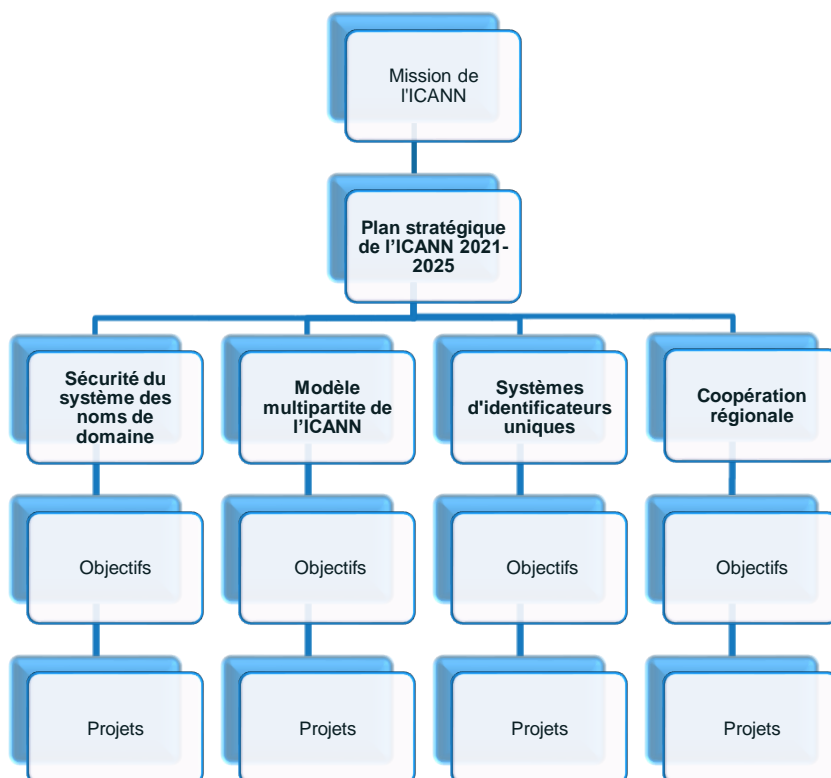 Mission de
l'ICANN
Plan stratégique
de l’ICANN 2021-
2025
Sécurité du
système des
noms de
domaine
Modèle
multipartite de
l’ICANN
Systèmes
d'identificateurs
uniques
Coopération
régionale
Objectifs
Objectifs
Objectifs
Objectifs
Projets
Projets
Projets
Projets